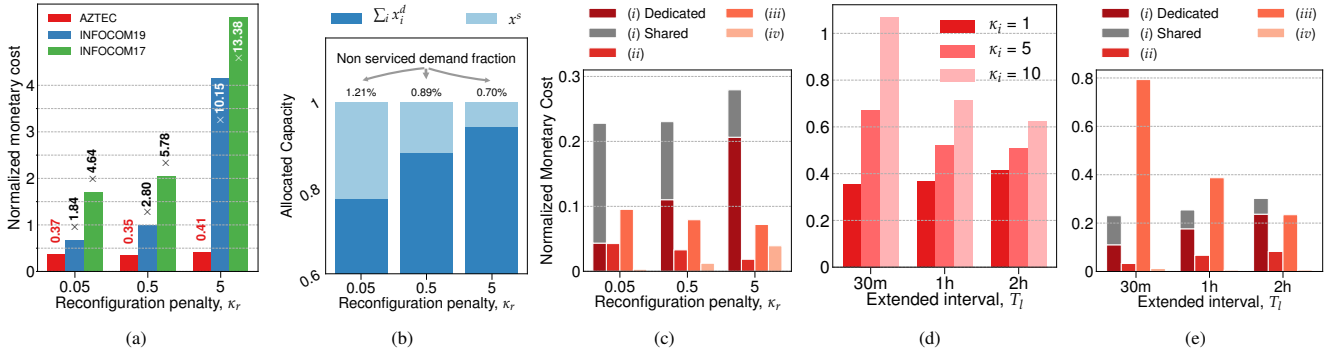 AZTEC
INFOCOM19
INFOCOM17
Normalized monetary cost
4
3
2
1
0
0.37
× 1.84
× 4.64
0.35
× 2.80
× 5.78
0.41
× 10.15
× 13.38
0.05
0.5
5
Reconfiguration penalty, κr
(a)
∑i xᵢᵈ
xˢ
Non serviced demand fraction
1.21%
0.89%
0.70%
Allocated Capacity
1
0.8
0.6
0.05
0.5
5
Reconfiguration penalty, κr
(b)
(i) Dedicated
(i) Shared
(ii)
(iii)
(iv)
Normalized Monetary Cost
0.3
0.2
0.1
0
0.05
0.5
5
Reconfiguration penalty, κr
(c)
κi = 1
κi = 5
κi = 10
1
0.8
0.6
0.4
0.2
0
30m
1h
2h
Extended interval, Tl
(d)
(i) Dedicated
(i) Shared
(ii)
(iii)
(iv)
0.8
0.6
0.4
0.2
0
30m
1h
2h
Extended interval, Tl
(e)